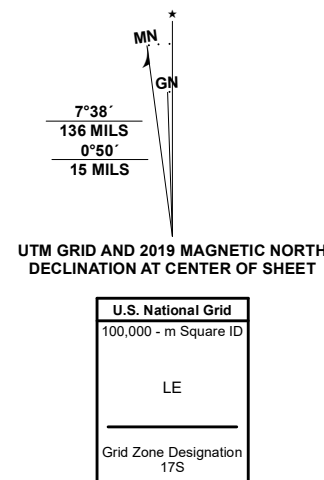 ★
MN
GN
7°38´
136 MILS
0°50´
15 MILS
UTM GRID AND 2019 MAGNETIC NORTH
DECLINATION AT CENTER OF SHEET
U.S. National Grid
100,000 - m Square ID
LE
Grid Zone Designation
17S